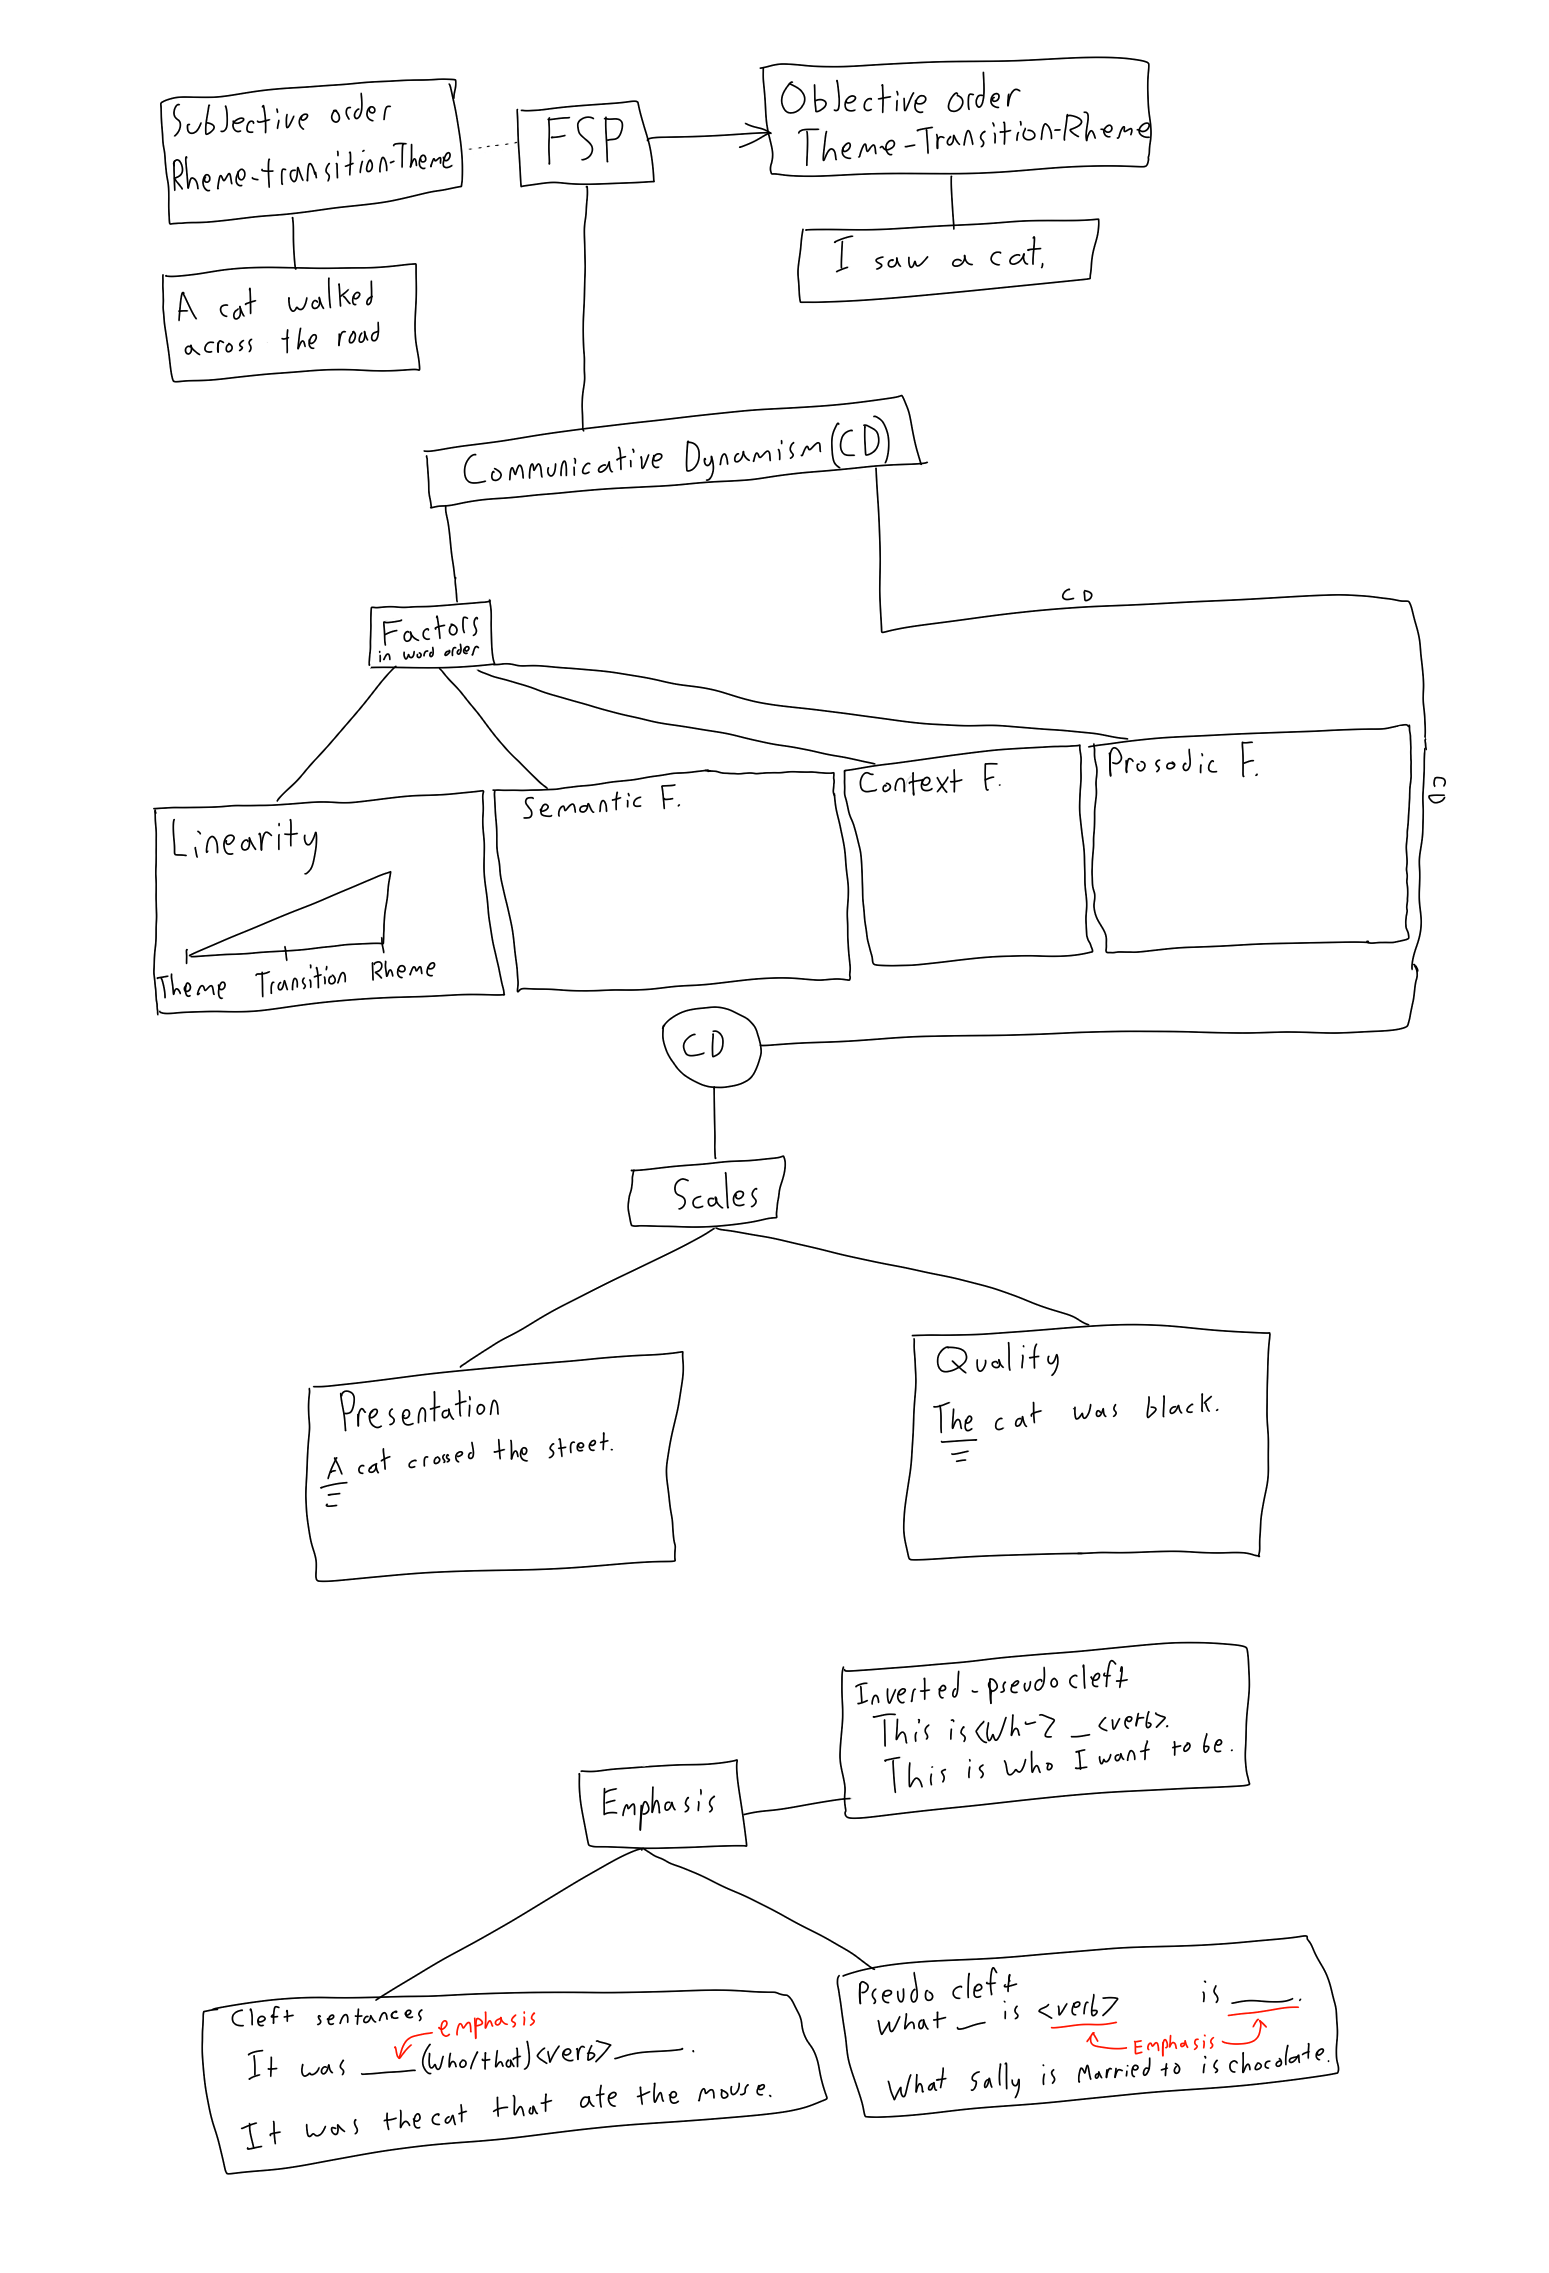 Subjective order
Rheme-transition-Theme
FSP
Objective order
Theme-Transition-Rheme
A cat walked
across the road
I saw a cat.
Communicative Dynamism (CD)
Factors
in word order
CD
CD
Linearity
Theme Transition Rheme
Semantic F.
Context F.
Prosodic F.
CD
Scales
Presentation
A cat crossed the street.
Quality
The cat was black.
Inverted-pseudo cleft
This is <Wh-> _ <verb>.
This is who I want to be.
Emphasis
Cleft sentances
emphasis
It was ____ (who/that) <verb> ____.
It was the cat that ate the mouse.
Pseudo cleft
What _ is <verb> is ____.
Emphasis
What Sally is Married to is chocolate.